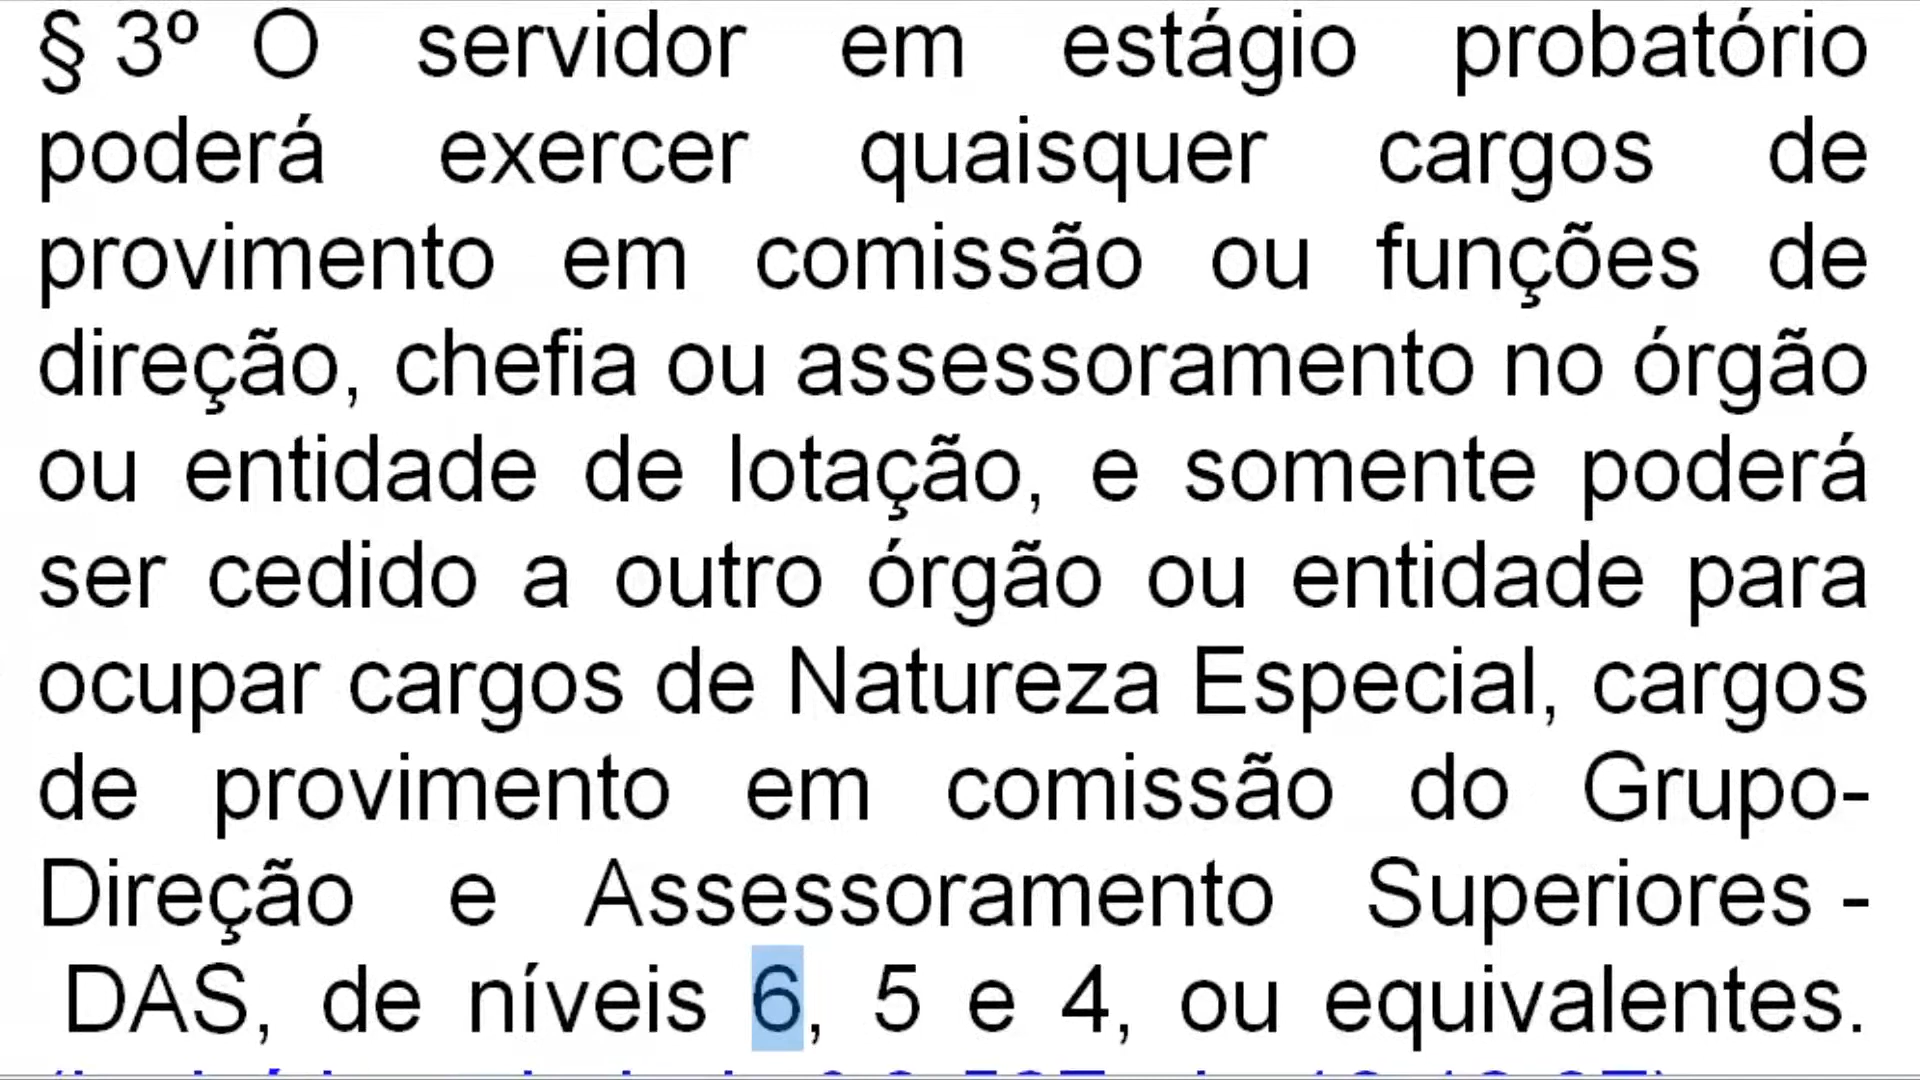 § 3º O servidor em estágio probatório
poderá exercer quaisquer cargos de
provimento em comissão ou funções de
direção, chefia ou assessoramento no órgão
ou entidade de lotação, e somente poderá
ser cedido a outro órgão ou entidade para
ocupar cargos de Natureza Especial, cargos
de provimento em comissão do Grupo-
Direção e Assessoramento Superiores -
DAS, de níveis 6, 5 e 4, ou equivalentes.